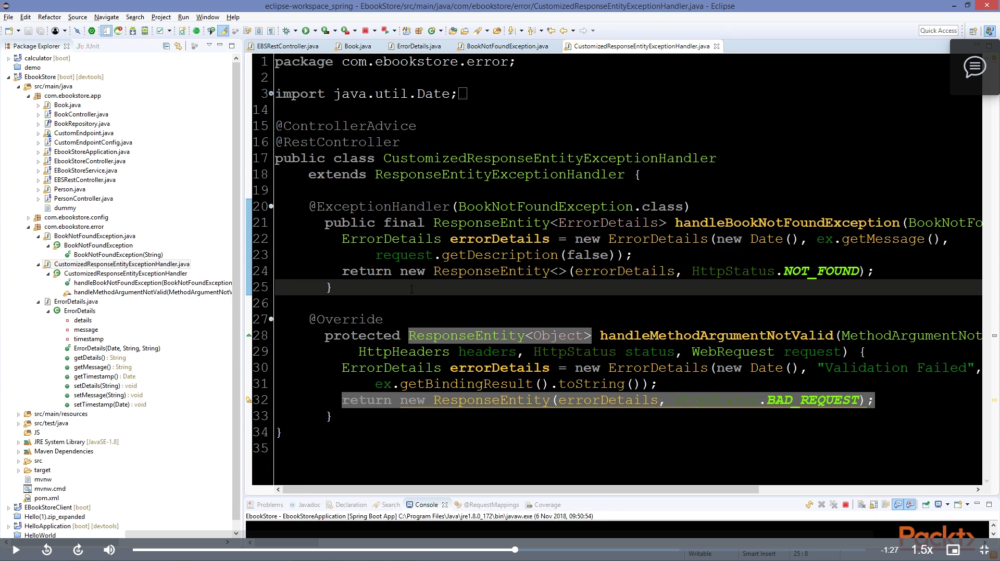 eclipse-workspace_spring - EbookStore/src/main/java/com/ebookstore/error/CustomizedResponseEntityExceptionHandler.java - Eclipse
File Edit Refactor Source Navigate Search Project Run Window Help
Quick Access
Package Explorer JUnit
EBSRestController.java Book.java ErrorDetails.java BookNotFoundException.java CustomizedResponseEntityExceptionHandler.java
calculator [boot]
demo
EbookStore [boot] [devtools]
src/main/java
com.ebookstore.app
Book.java
BookController.java
BookRepository.java
CustomEndpoint.java
CustomEndpointConfig.java
EbookStoreApplication.java
EbookStoreController.java
EBookStoreService.java
EBSRestController.java
Person.java
PersonController.java
dummy
com.ebookstore.config
com.ebookstore.error
BookNotFoundException.java
BookNotFoundException
BookNotFoundException(String)
CustomizedResponseEntityExceptionHandler.java
CustomizedResponseEntityExceptionHandler
handleBookNotFoundException(BookNotFoundException
handleMethodArgumentNotValid(MethodArgumentNotV
ErrorDetails.java
ErrorDetails
details
message
timestamp
ErrorDetails(Date, String, String)
getDetails() : String
getMessage() : String
getTimestamp() : Date
setDetails(String) : void
setMessage(String) : void
setTimestamp(Date) : void
src/main/resources
src/test/java
JS
JRE System Library [JavaSE-1.8]
Maven Dependencies
src
target
mvnw
mvnw.cmd
pom.xml
EBookStoreClient [boot]
Hello(1).zip_expanded
HelloApplication [boot] [devtools]
HelloWorld
1 package com.ebookstore.error;
2
3 import java.util.Date;
14
15 @ControllerAdvice
16 @RestController
17 public class CustomizedResponseEntityExceptionHandler
18 extends ResponseEntityExceptionHandler {
19
20 @ExceptionHandler(BookNotFoundException.class)
21 public final ResponseEntity<ErrorDetails> handleBookNotFoundException(BookNotFo
22 ErrorDetails errorDetails = new ErrorDetails(new Date(), ex.getMessage(),
23 request.getDescription(false));
24 return new ResponseEntity<>(errorDetails, HttpStatus.NOT_FOUND);
25 }
26
27 @Override
28 protected ResponseEntity<Object> handleMethodArgumentNotValid(MethodArgumentNot
29 HttpHeaders headers, HttpStatus status, WebRequest request) {
30 ErrorDetails errorDetails = new ErrorDetails(new Date(), "Validation Failed",
31 ex.getBindingResult().toString());
32 return new ResponseEntity(errorDetails, HttpStatus.BAD_REQUEST);
33 }
34 }
35
Problems @ Javadoc Declaration Search Console @RequestMappings Coverage
EbookStore - EbookStoreApplication [Spring Boot App] C:\Program Files\Java\jre1.8.0_172\bin\javaw.exe (6 Nov 2018, 09:50:54)
Packt>
10 10 -1:27 1.5x
Writable Smart Insert 25 : 8